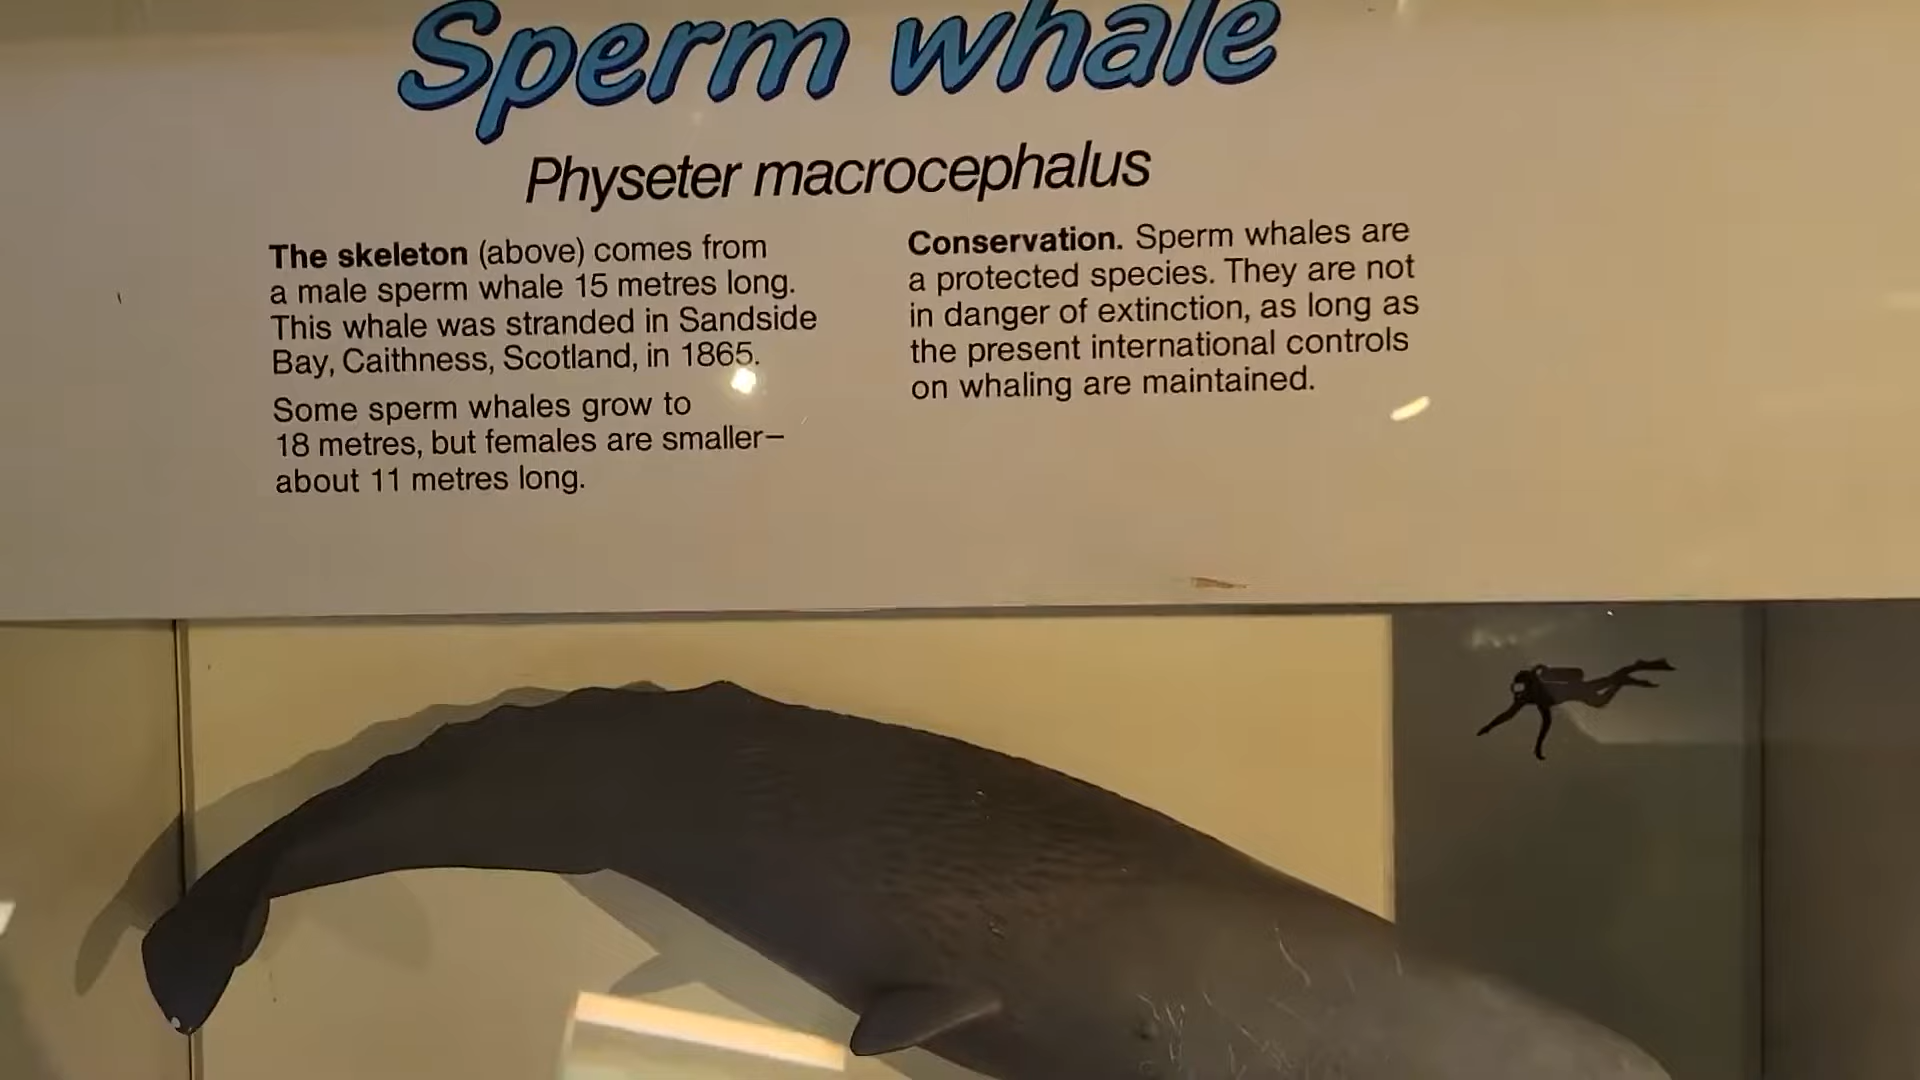 Sperm whale
Physeter macrocephalus
The skeleton (above) comes from
a male sperm whale 15 metres long.
This whale was stranded in Sandside
Bay, Caithness, Scotland, in 1865.
Some sperm whales grow to
18 metres, but females are smaller–
about 11 metres long.
Conservation. Sperm whales are
a protected species. They are not
in danger of extinction, as long as
the present international controls
on whaling are maintained.